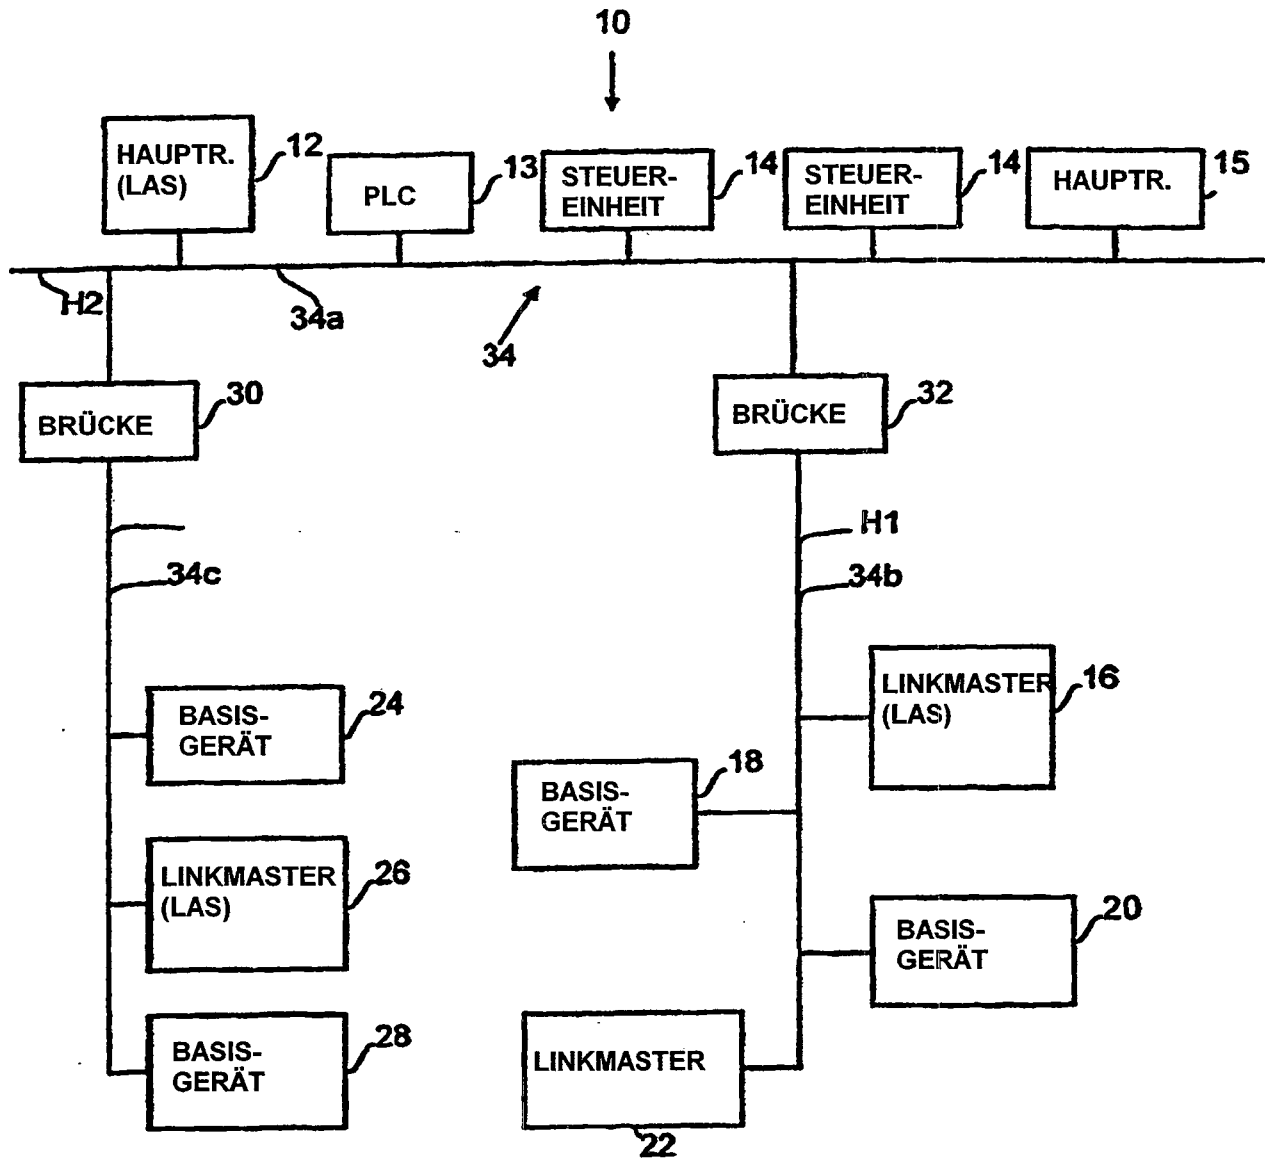 10
HAUPTR.
(LAS)
12
PLC
13
STEUER-
EINHEIT
14
STEUER-
EINHEIT
14
HAUPTR.
15
H2
34a
34
BRÜCKE
30
BRÜCKE
32
34c
H1
34b
BASIS-
GERÄT
24
LINKMASTER
(LAS)
16
BASIS-
GERÄT
18
LINKMASTER
(LAS)
26
BASIS-
GERÄT
20
BASIS-
GERÄT
28
LINKMASTER
22